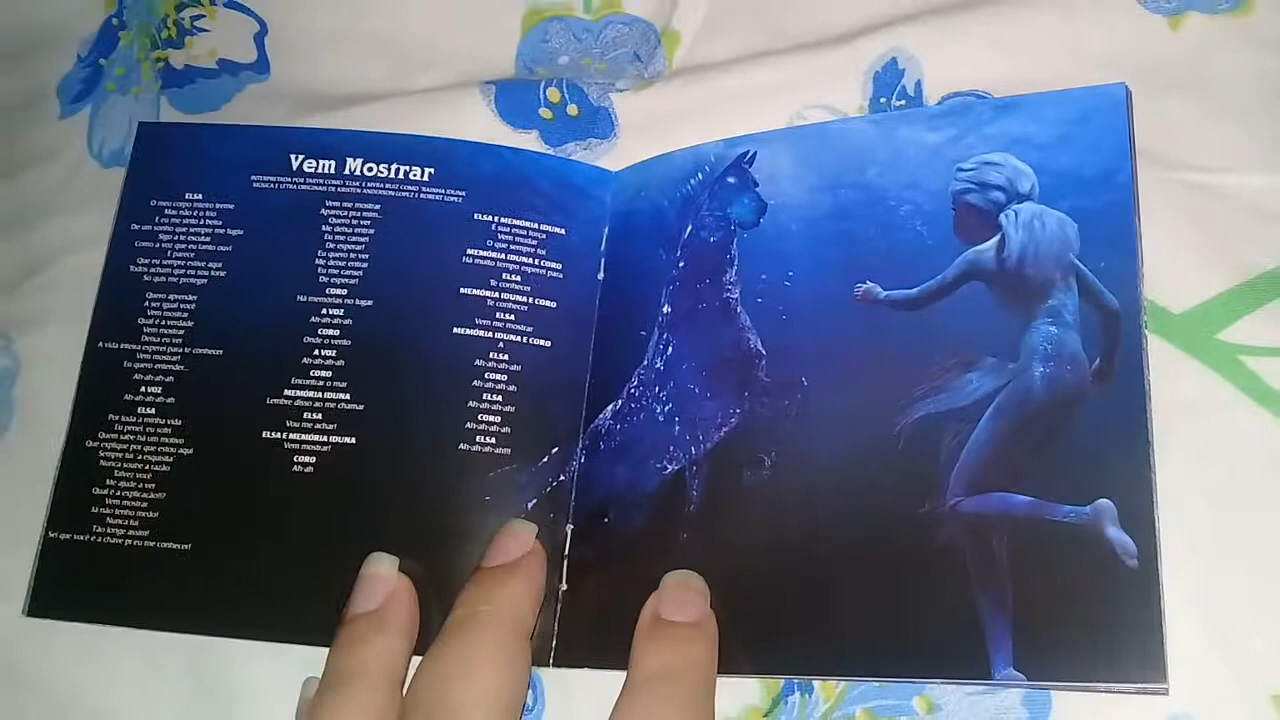 Vem Mostrar
INTERPRETADA POR TARYN COMO 'ELSA' E MYRA RUIZ COMO 'RAINHA IDUNA'
MÚSICA E LETRA ORIGINAIS DE KRISTEN ANDERSON-LOPEZ E ROBERT LOPEZ
ELSA
O meu corpo inteiro treme
Mas não é o frio
E eu me sinto à beira
De um sonho que sempre me fugiu
Sigo a te escutar
Como a voz que eu tanto ouvi
E parece
Que eu sempre estive aqui
Todos acham que eu sou forte
Só quis me proteger
Quero aprender
A ser igual você
Vem mostrar
Qual é a verdade
Vem mostrar
Deixa eu ver
A vida inteira esperei para te conhecer
Vem mostrar!
Eu quero entender...
Ah-ah-ah-ah
A VOZ
Ah-ah-ah-ah
ELSA
Por toda a minha vida
Eu penei, eu sofri
Quem sabe há um motivo
Que explique por que estou aqui
Sempre fui "a esquisita"
Nunca soube a razão
Talvez você
Me ajude a ver
Qual é a explicação!!?
Vem mostrar
Já não tenho medo!
Nunca fui
Tão longe assim!
Sei que você é a chave pr'eu me conhecer!
Vem me mostrar
Apareça pra mim...
Quero te ver
Me deixa entrar
Eu me cansei
De esperar!
Eu quero te ver
Me deixe entrar
Eu me cansei
De esperar!
CORO
Há memórias no lugar
A VOZ
Ah-ah-ah-ah
CORO
Onde o vento
A VOZ
Ah-ah-ah-ah
CORO
Encontrar o mar
MEMÓRIA IDUNA
Lembre disso ao me chamar
ELSA
Vou me achar!
ELSA E MEMÓRIA IDUNA
Vem mostrar!
CORO
Ah-ah
ELSA E MEMÓRIA IDUNA
É sua essa força
Vem mudar
O que sempre foi
MEMÓRIA IDUNA E CORO
Há muito tempo esperei para
ELSA
Te conhecer
MEMÓRIA IDUNA E CORO
Te conhecer
ELSA
Vem me mostrar
MEMÓRIA IDUNA E CORO
A
ELSA
Ah-ah-ah-ah!
CORO
Ah-ah-ah-ah
ELSA
Ah-ah-ah-ah!
CORO
Ah-ah-ah-ah
ELSA
Ah-ah-ah-ah!!!